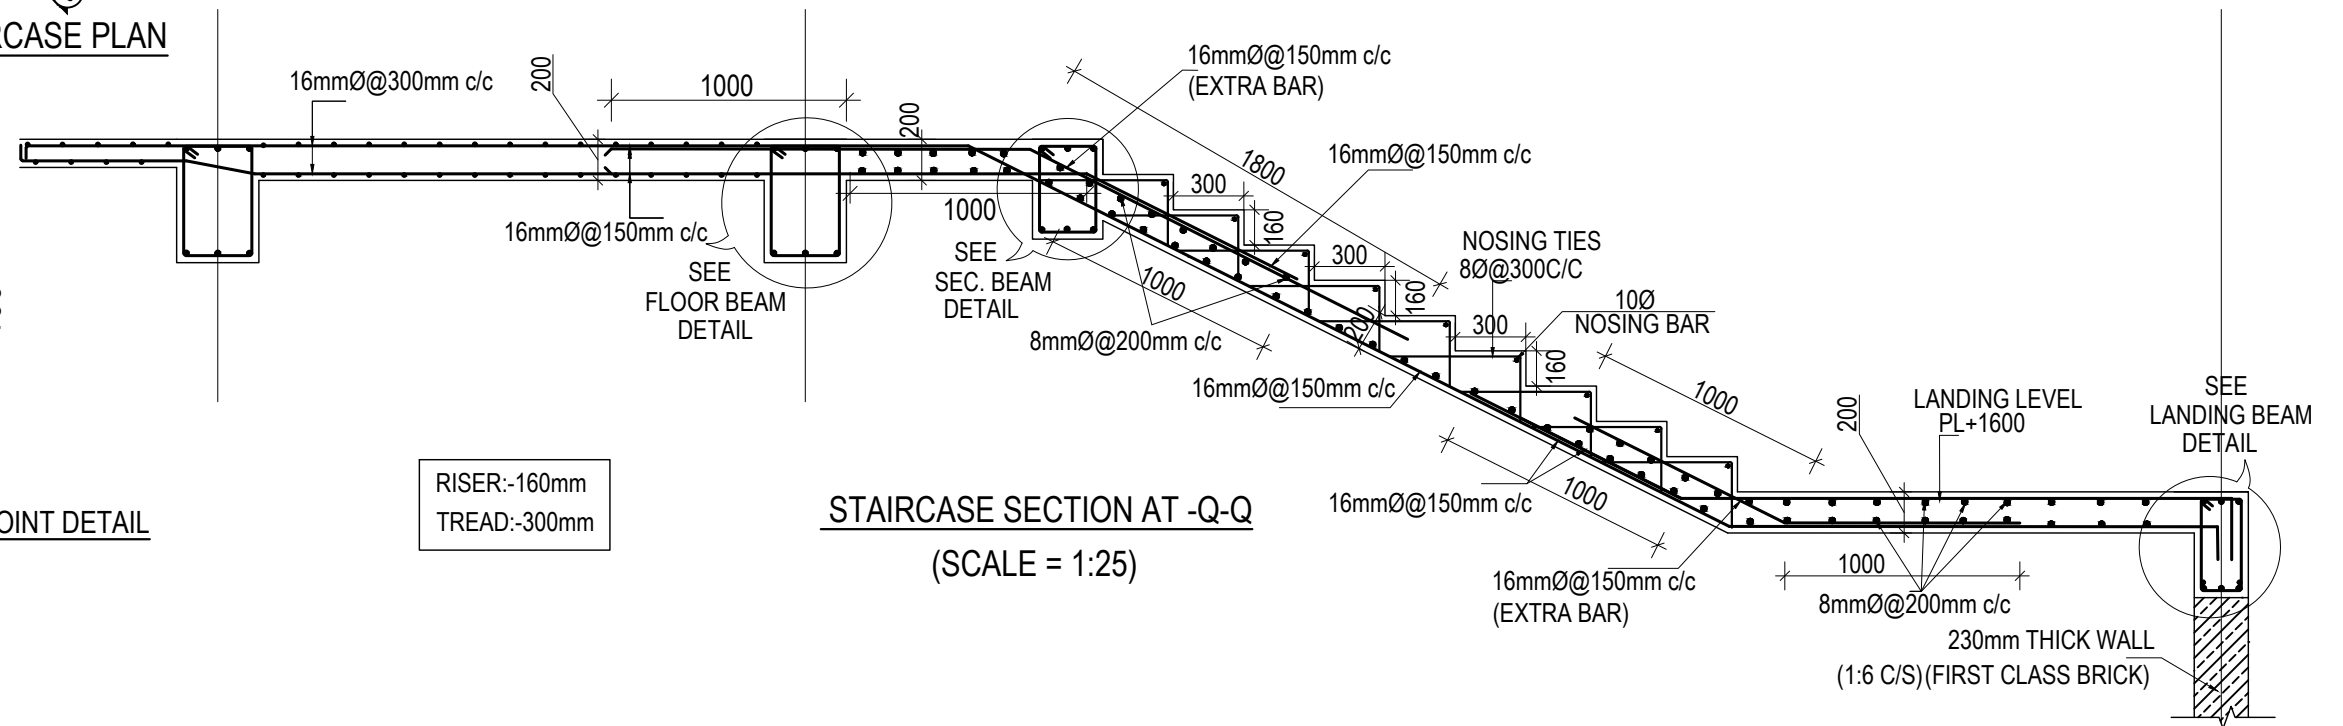 RCASE PLAN
16mmØ@300mm c/c
200
1000
200
16mmØ@150mm c/c
(EXTRA BAR)
1800
16mmØ@150mm c/c
300
160
300
160
300
160
16mmØ@150mm c/c
1000
SEE
FLOOR BEAM
DETAIL
SEE
SEC. BEAM
DETAIL
1000
8mmØ@200mm c/c
200
NOSING TIES
8Ø@300C/C
10Ø
NOSING BAR
16mmØ@150mm c/c
1000
200
LANDING LEVEL
PL+1600
SEE
LANDING BEAM
DETAIL
16mmØ@150mm c/c
1000
16mmØ@150mm c/c
(EXTRA BAR)
1000
8mmØ@200mm c/c
230mm THICK WALL
(1:6 C/S)(FIRST CLASS BRICK)
RISER:-160mm
TREAD:-300mm
OINT DETAIL
STAIRCASE SECTION AT -Q-Q
(SCALE = 1:25)